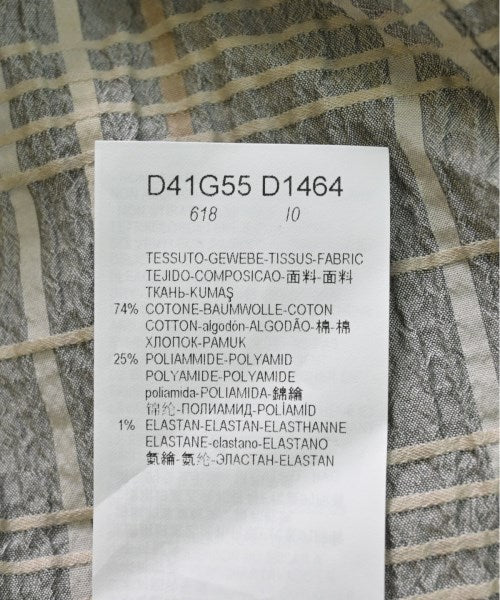 D41G55 D1464
618 IO
TESSUTO-GEWEBE-TISSUS-FABRIC
TEJIDO-COMPOSICAO-面料-面料
ТКАНЬ-KUMAŞ
74% COTONE-BAUMWOLLE-COTON
COTTON-algodón-ALGODÃO-棉-棉
ХЛОПОК-PAMUK
25% POLIAMMIDE-POLYAMID
POLYAMIDE-POLYAMIDE
poliamida-POLIAMIDA-錦綸
锦纶-ПОЛИАМИД-POLİAMİD
1% ELASTAN-ELASTAN-ELASTHANNE
ELASTANE-elastano-ELASTANO
氨綸-氨纶-ЭЛАСТАН-ELASTAN